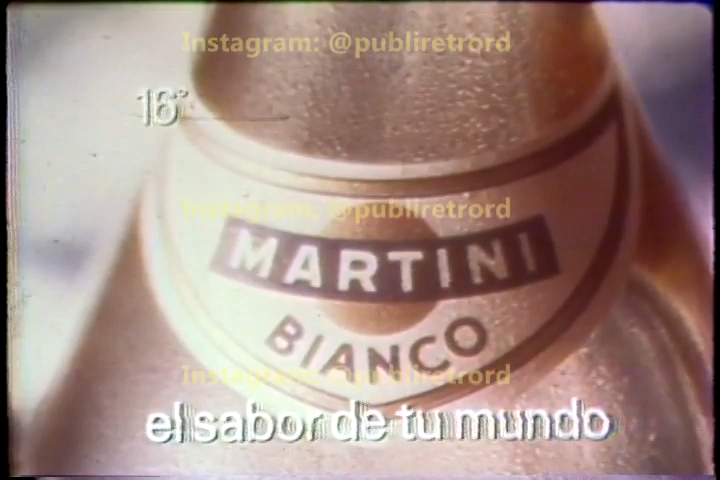 Instagram: @publiretrord
16°
Instagram: @publiretrord
MARTINI
BIANCO
Instagram: @publiretrord
el sabor de tu mundo